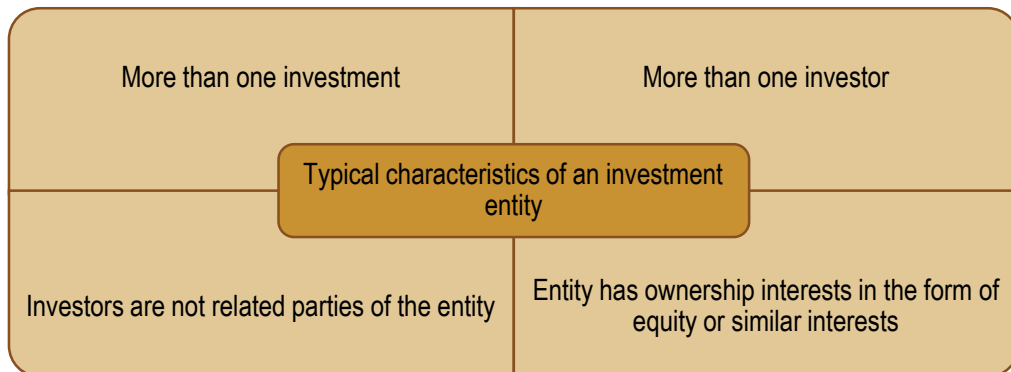 More than one investment
More than one investor
Typical characteristics of an investment
entity
Investors are not related parties of the entity
Entity has ownership interests in the form of
equity or similar interests